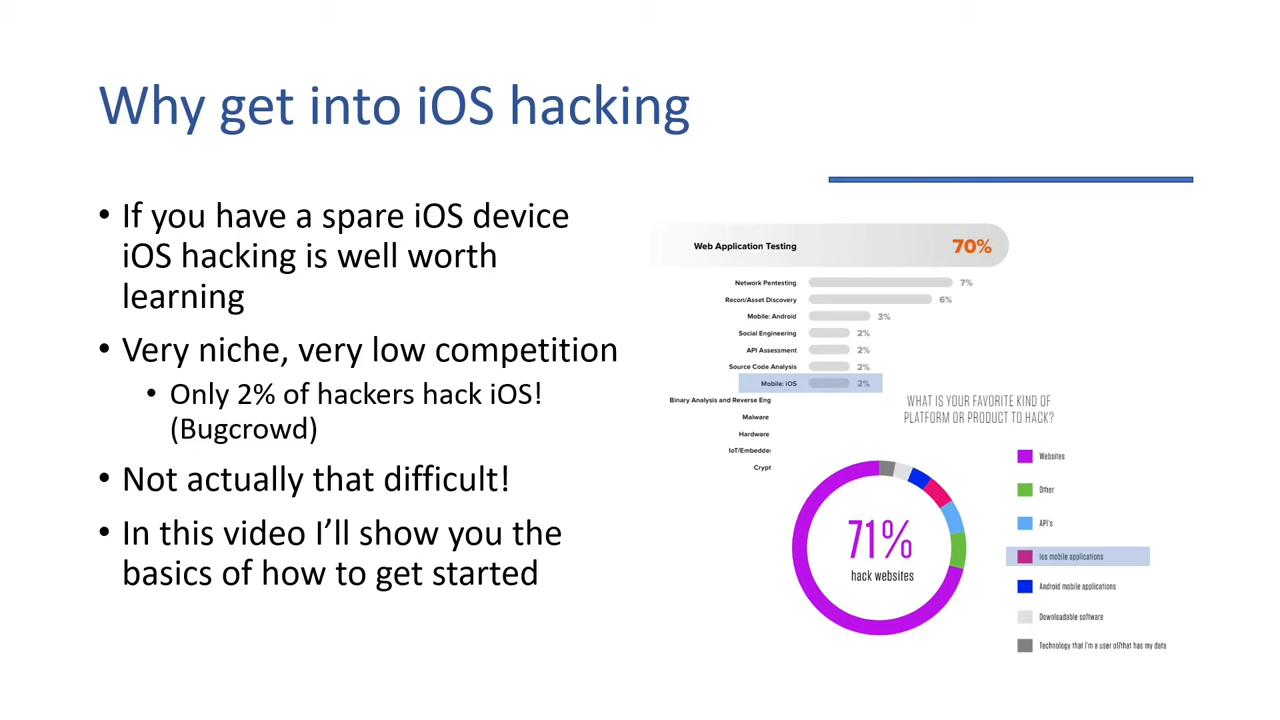 Why get into iOS hacking
• If you have a spare iOS device
iOS hacking is well worth
learning
• Very niche, very low competition
• Only 2% of hackers hack iOS!
(Bugcrowd)
• Not actually that difficult!
• In this video I’ll show you the
basics of how to get started
Web Application Testing 70%
Network Pentesting 7%
Recon/Asset Discovery 6%
Mobile: Android 3%
Social Engineering 2%
API Assessment 2%
Source Code Analysis 2%
Mobile: iOS 2%
Binary Analysis and Reverse Eng
Malware
Hardware
IoT/Embedde
Crypt
WHAT IS YOUR FAVORITE KIND OF
PLATFORM OR PRODUCT TO HACK?
71%
hack websites
Websites
Other
API's
Ios mobile applications
Android mobile applications
Downloadable software
Technology that I'm a user of/that has my data